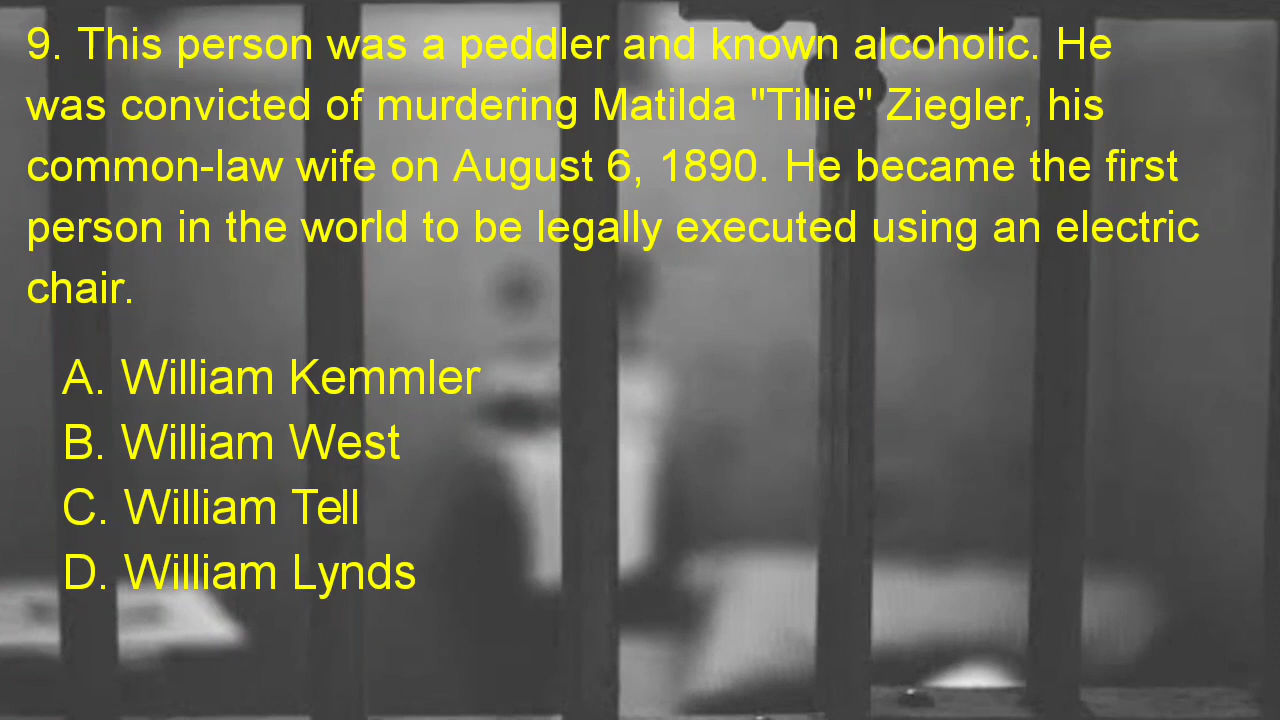 9. This person was a peddler and known alcoholic. He
was convicted of murdering Matilda "Tillie" Ziegler, his
common-law wife on August 6, 1890. He became the first
person in the world to be legally executed using an electric
chair.
A. William Kemmler
B. William West
C. William Tell
D. William Lynds